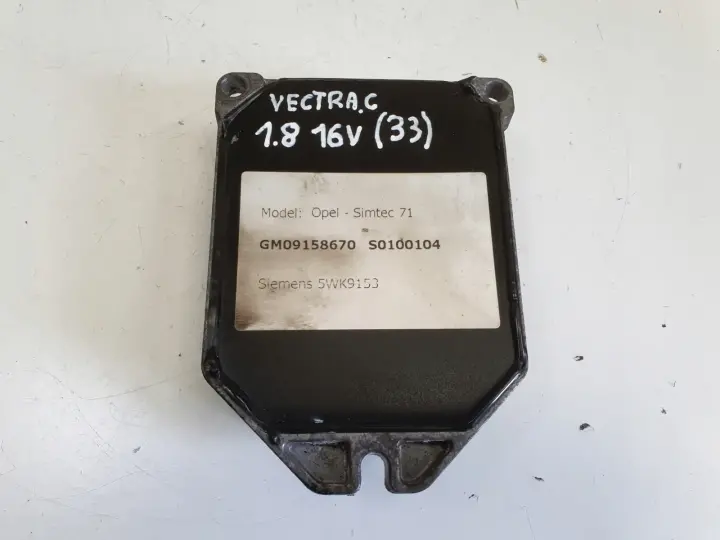 VECTRA.C
1.8 16V (33)
Model: Opel - Simtec 71
GM09158670 S0100104
Siemens 5WK9153